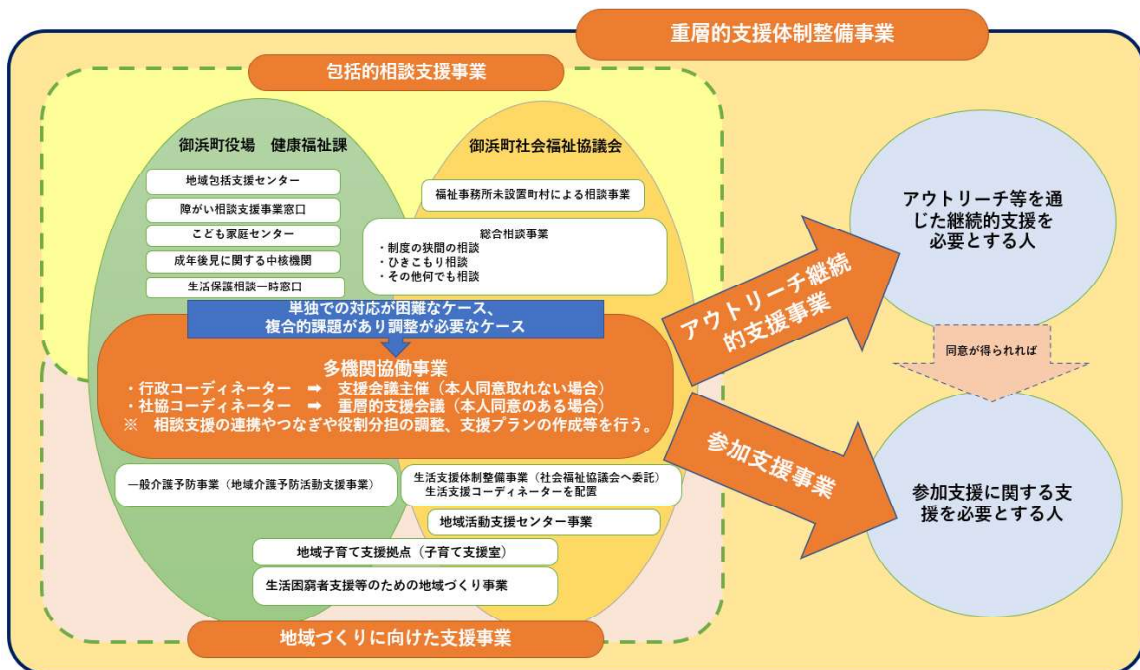 重層的支援体制整備事業
包括的相談支援事業
御浜町役場　健康福祉課
地域包括支援センター
障がい相談支援事業窓口
こども家庭センター
成年後見に関する中核機関
生活保護相談一時窓口
御浜町社会福祉協議会
福祉事務所未設置町村による相談事業
総合相談事業
・制度の狭間の相談
・ひきこもり相談
・その他何でも相談
単独での対応が困難なケース、
複合的課題があり調整が必要なケース
多機関協働事業
・行政コーディネーター　➡　支援会議主催（本人同意取れない場合）
・社協コーディネーター　➡　重層的支援会議（本人同意のある場合）
※　相談支援の連携やつなぎや役割分担の調整、支援プランの作成等を行う。
一般介護予防事業（地域介護予防活動支援事業）
生活支援体制整備事業（社会福祉協議会へ委託）
生活支援コーディネーターを配置
地域活動支援センター事業
地域子育て支援拠点（子育て支援室）
生活困窮者支援等のための地域づくり事業
地域づくりに向けた支援事業
アウトリーチ継続
的支援事業
参加支援事業
アウトリーチ等を通
じた継続的支援を
必要とする人
同意が得られれば
参加支援に関する支
援を必要とする人